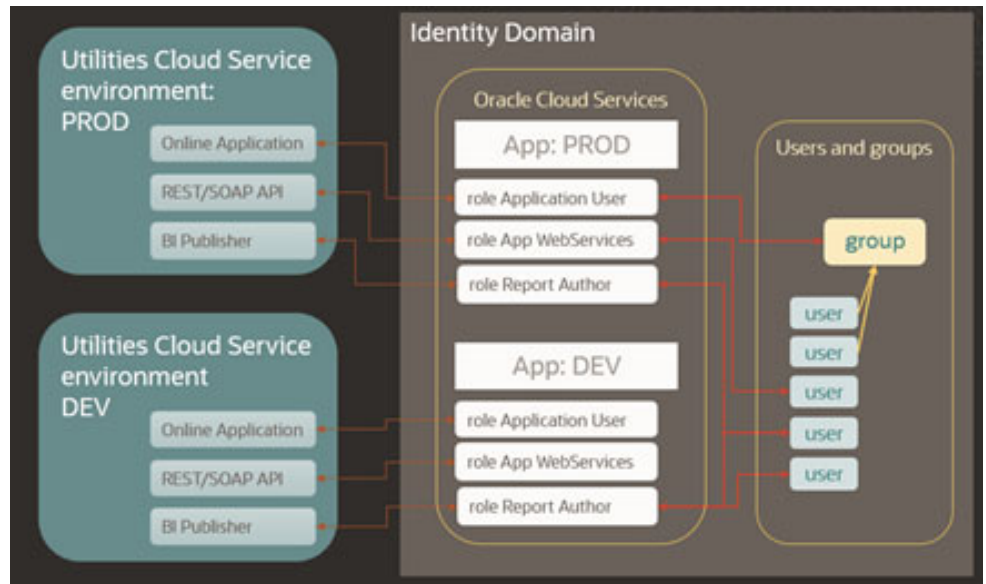 Utilities Cloud Service
environment:
PROD
Online Application
REST/SOAP API
BI Publisher
Utilities Cloud Service
environment
DEV
Online Application
REST/SOAP API
BI Publisher
Identity Domain
Oracle Cloud Services
App: PROD
role Application User
role App WebServices
role Report Author
App: DEV
role Application User
role App WebServices
role Report Author
Users and groups
group
user
user
user
user
user